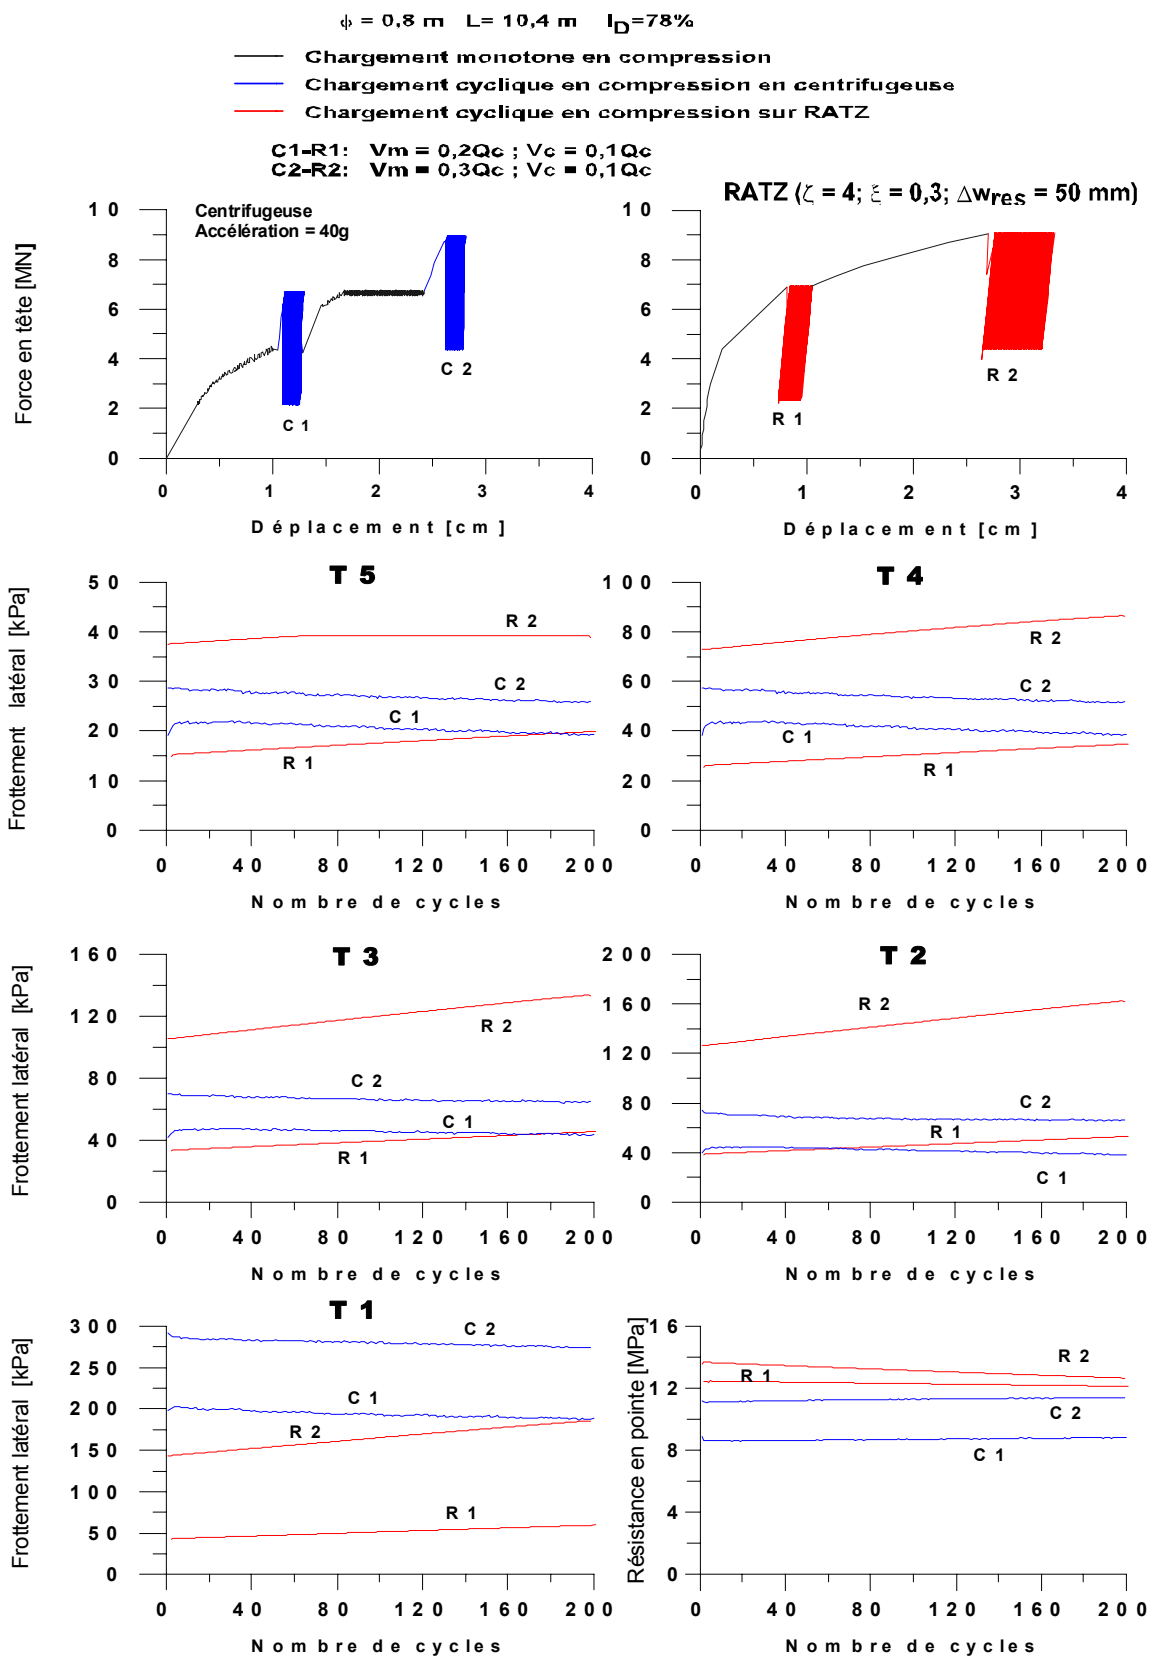 ϕ = 0,8 m L= 10,4 m I_D=78%
Chargement monotone en compression
Chargement cyclique en compression en centrifugeuse
Chargement cyclique en compression sur RATZ
C1-R1: Vm = 0,2Qc ; Vc = 0,1Qc
C2-R2: Vm = 0,3Qc ; Vc = 0,1Qc
RATZ (ζ = 4; ξ = 0,3; Δw_res = 50 mm)
Centrifugeuse
Accélération = 40g
Force en tête [MN]
10
8
6
4
2
0
C 1
C 2
0 1 2 3 4
Déplacement [cm]
10
8
6
4
2
0
R 1
R 2
0 1 2 3 4
Déplacement [cm]
T 5
Frottement latéral [kPa]
50
40
30
20
10
0
R 2
C 2
C 1
R 1
0 40 80 120 160 200
Nombre de cycles
T 4
100
80
60
40
20
0
R 2
C 2
C 1
R 1
0 40 80 120 160 200
Nombre de cycles
T 3
Frottement latéral [kPa]
160
120
80
40
0
R 2
C 2
C 1
R 1
0 40 80 120 160 200
Nombre de cycles
T 2
200
160
120
80
40
0
R 2
C 2
R 1
C 1
0 40 80 120 160 200
Nombre de cycles
T 1
Frottement latéral [kPa]
300
250
200
150
100
50
0
C 2
C 1
R 2
R 1
0 40 80 120 160 200
Nombre de cycles
Résistance en pointe [MPa]
16
12
8
4
0
R 2
R 1
C 2
C 1
0 40 80 120 160 200
Nombre de cycles